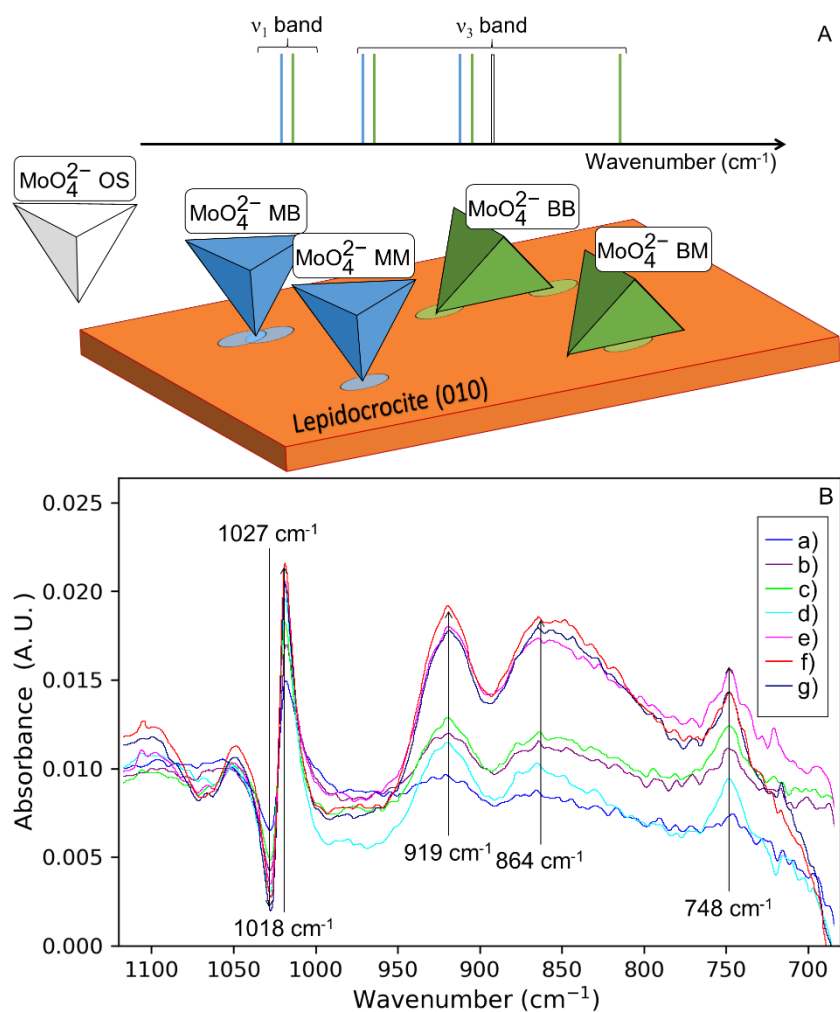 A
ν₁ band
ν₃ band
Wavenumber (cm⁻¹)
MoO₄²⁻ OS
MoO₄²⁻ MB
MoO₄²⁻ BB
MoO₄²⁻ MM
MoO₄²⁻ BM
Lepidocrocite (010)
B
0.025
0.020
0.015
0.010
0.005
0.000
Absorbance (A. U.)
1027 cm⁻¹
1018 cm⁻¹
919 cm⁻¹
864 cm⁻¹
748 cm⁻¹
a)
b)
c)
d)
e)
f)
g)
1100 1050 1000 950 900 850 800 750 700
Wavenumber (cm⁻¹)